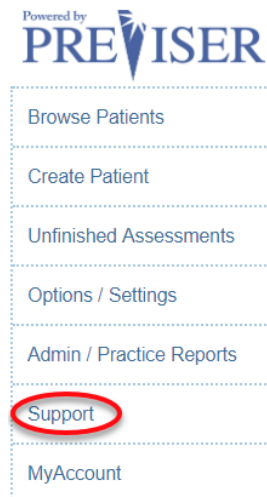 Powered by
PREVISER
Browse Patients
Create Patient
Unfinished Assessments
Options / Settings
Admin / Practice Reports
Support
MyAccount